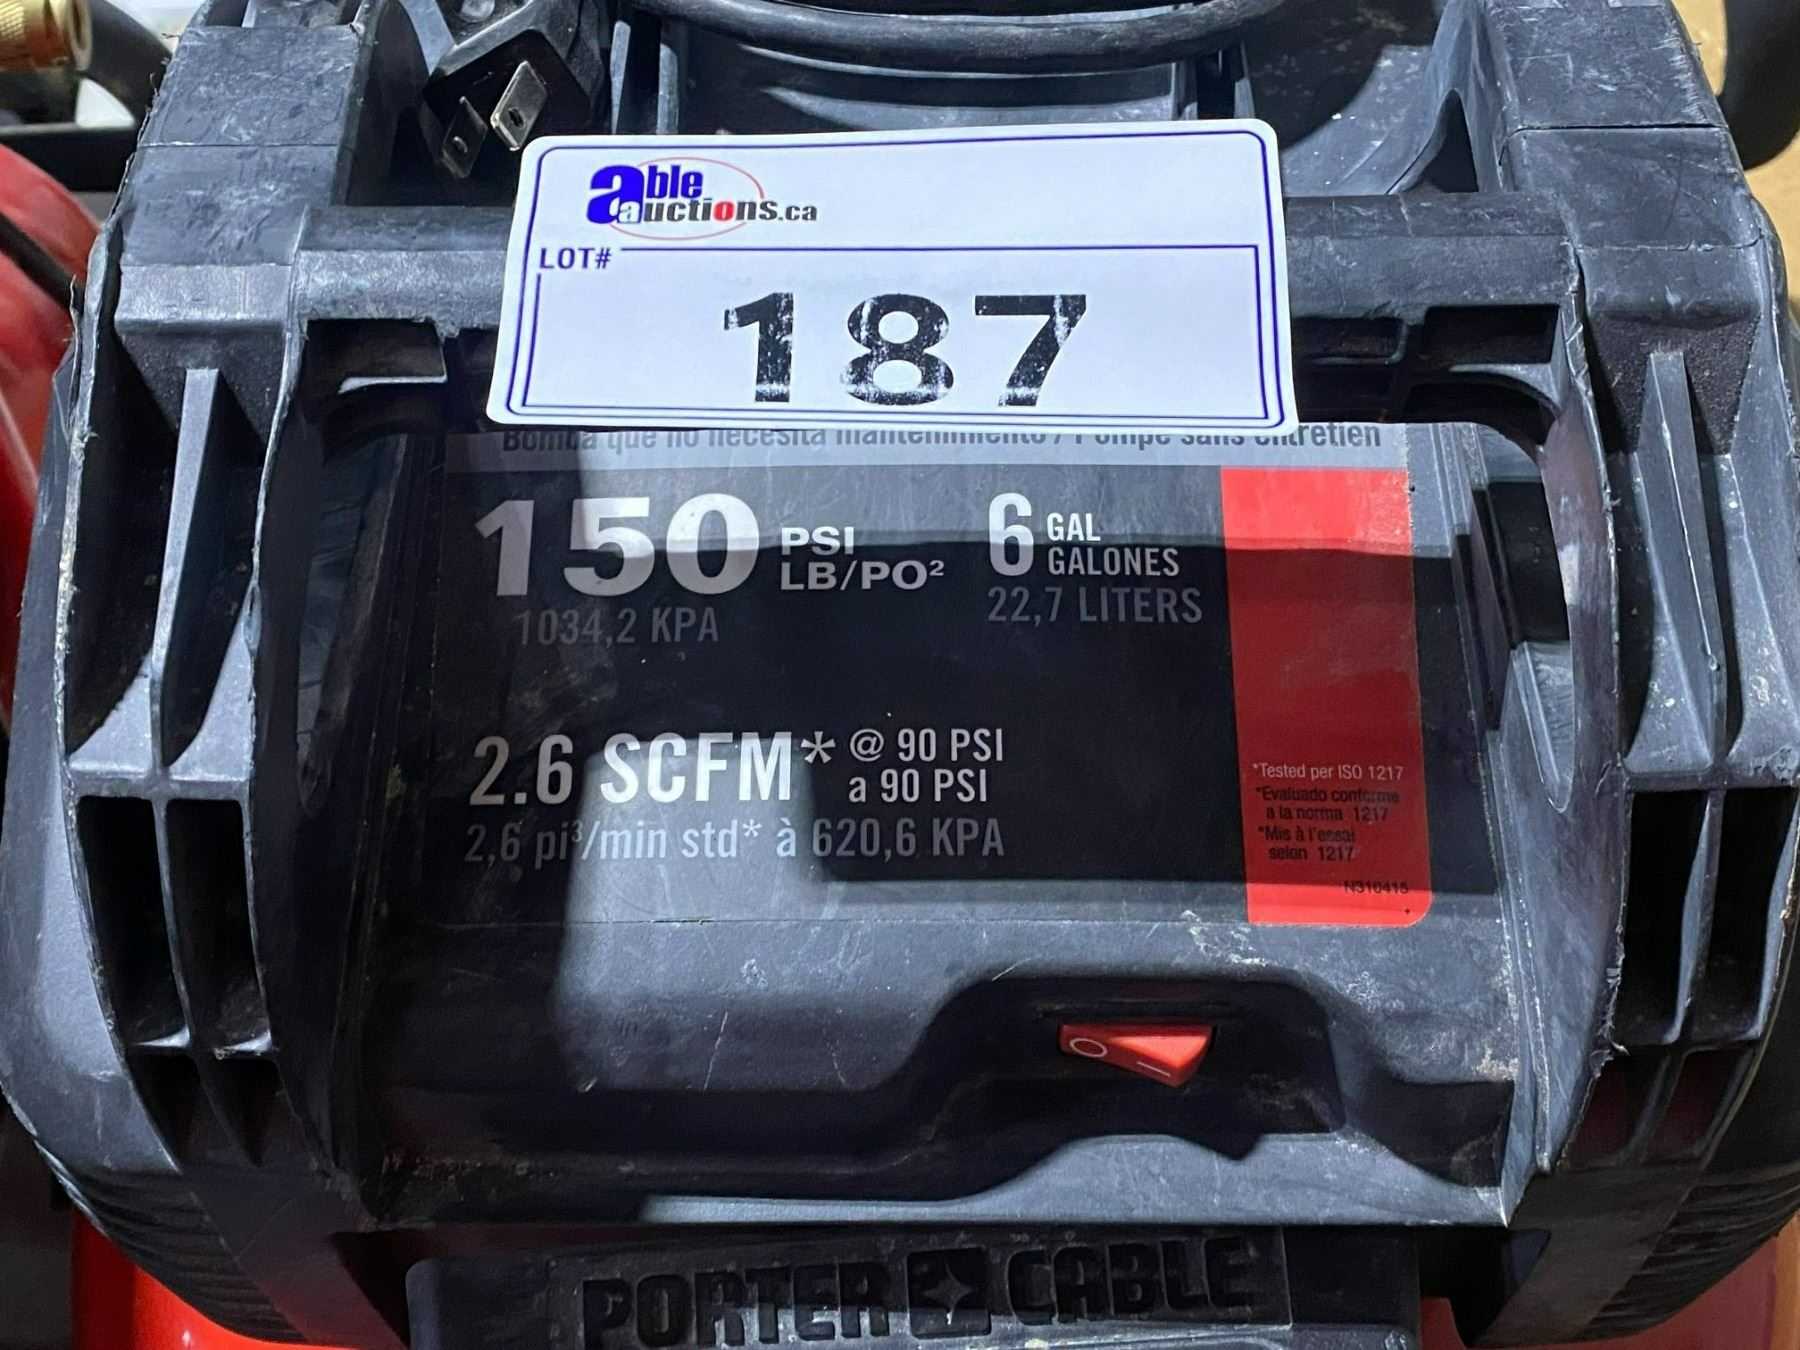 able
auctions.ca
LOT#
187
Bomba que no necesita mantenimiento / Pompe sans entretien
150 PSI
LB/PO²
1034,2 KPA
6 GAL
GALONES
22,7 LITERS
2.6 SCFM* @ 90 PSI
a 90 PSI
2,6 pi³/min std* à 620,6 KPA
*Tested per ISO 1217
*Evaluado conforme
a la norma 1217
*Mis à l'essai
selon 1217
N310415
O I
PORTER CABLE